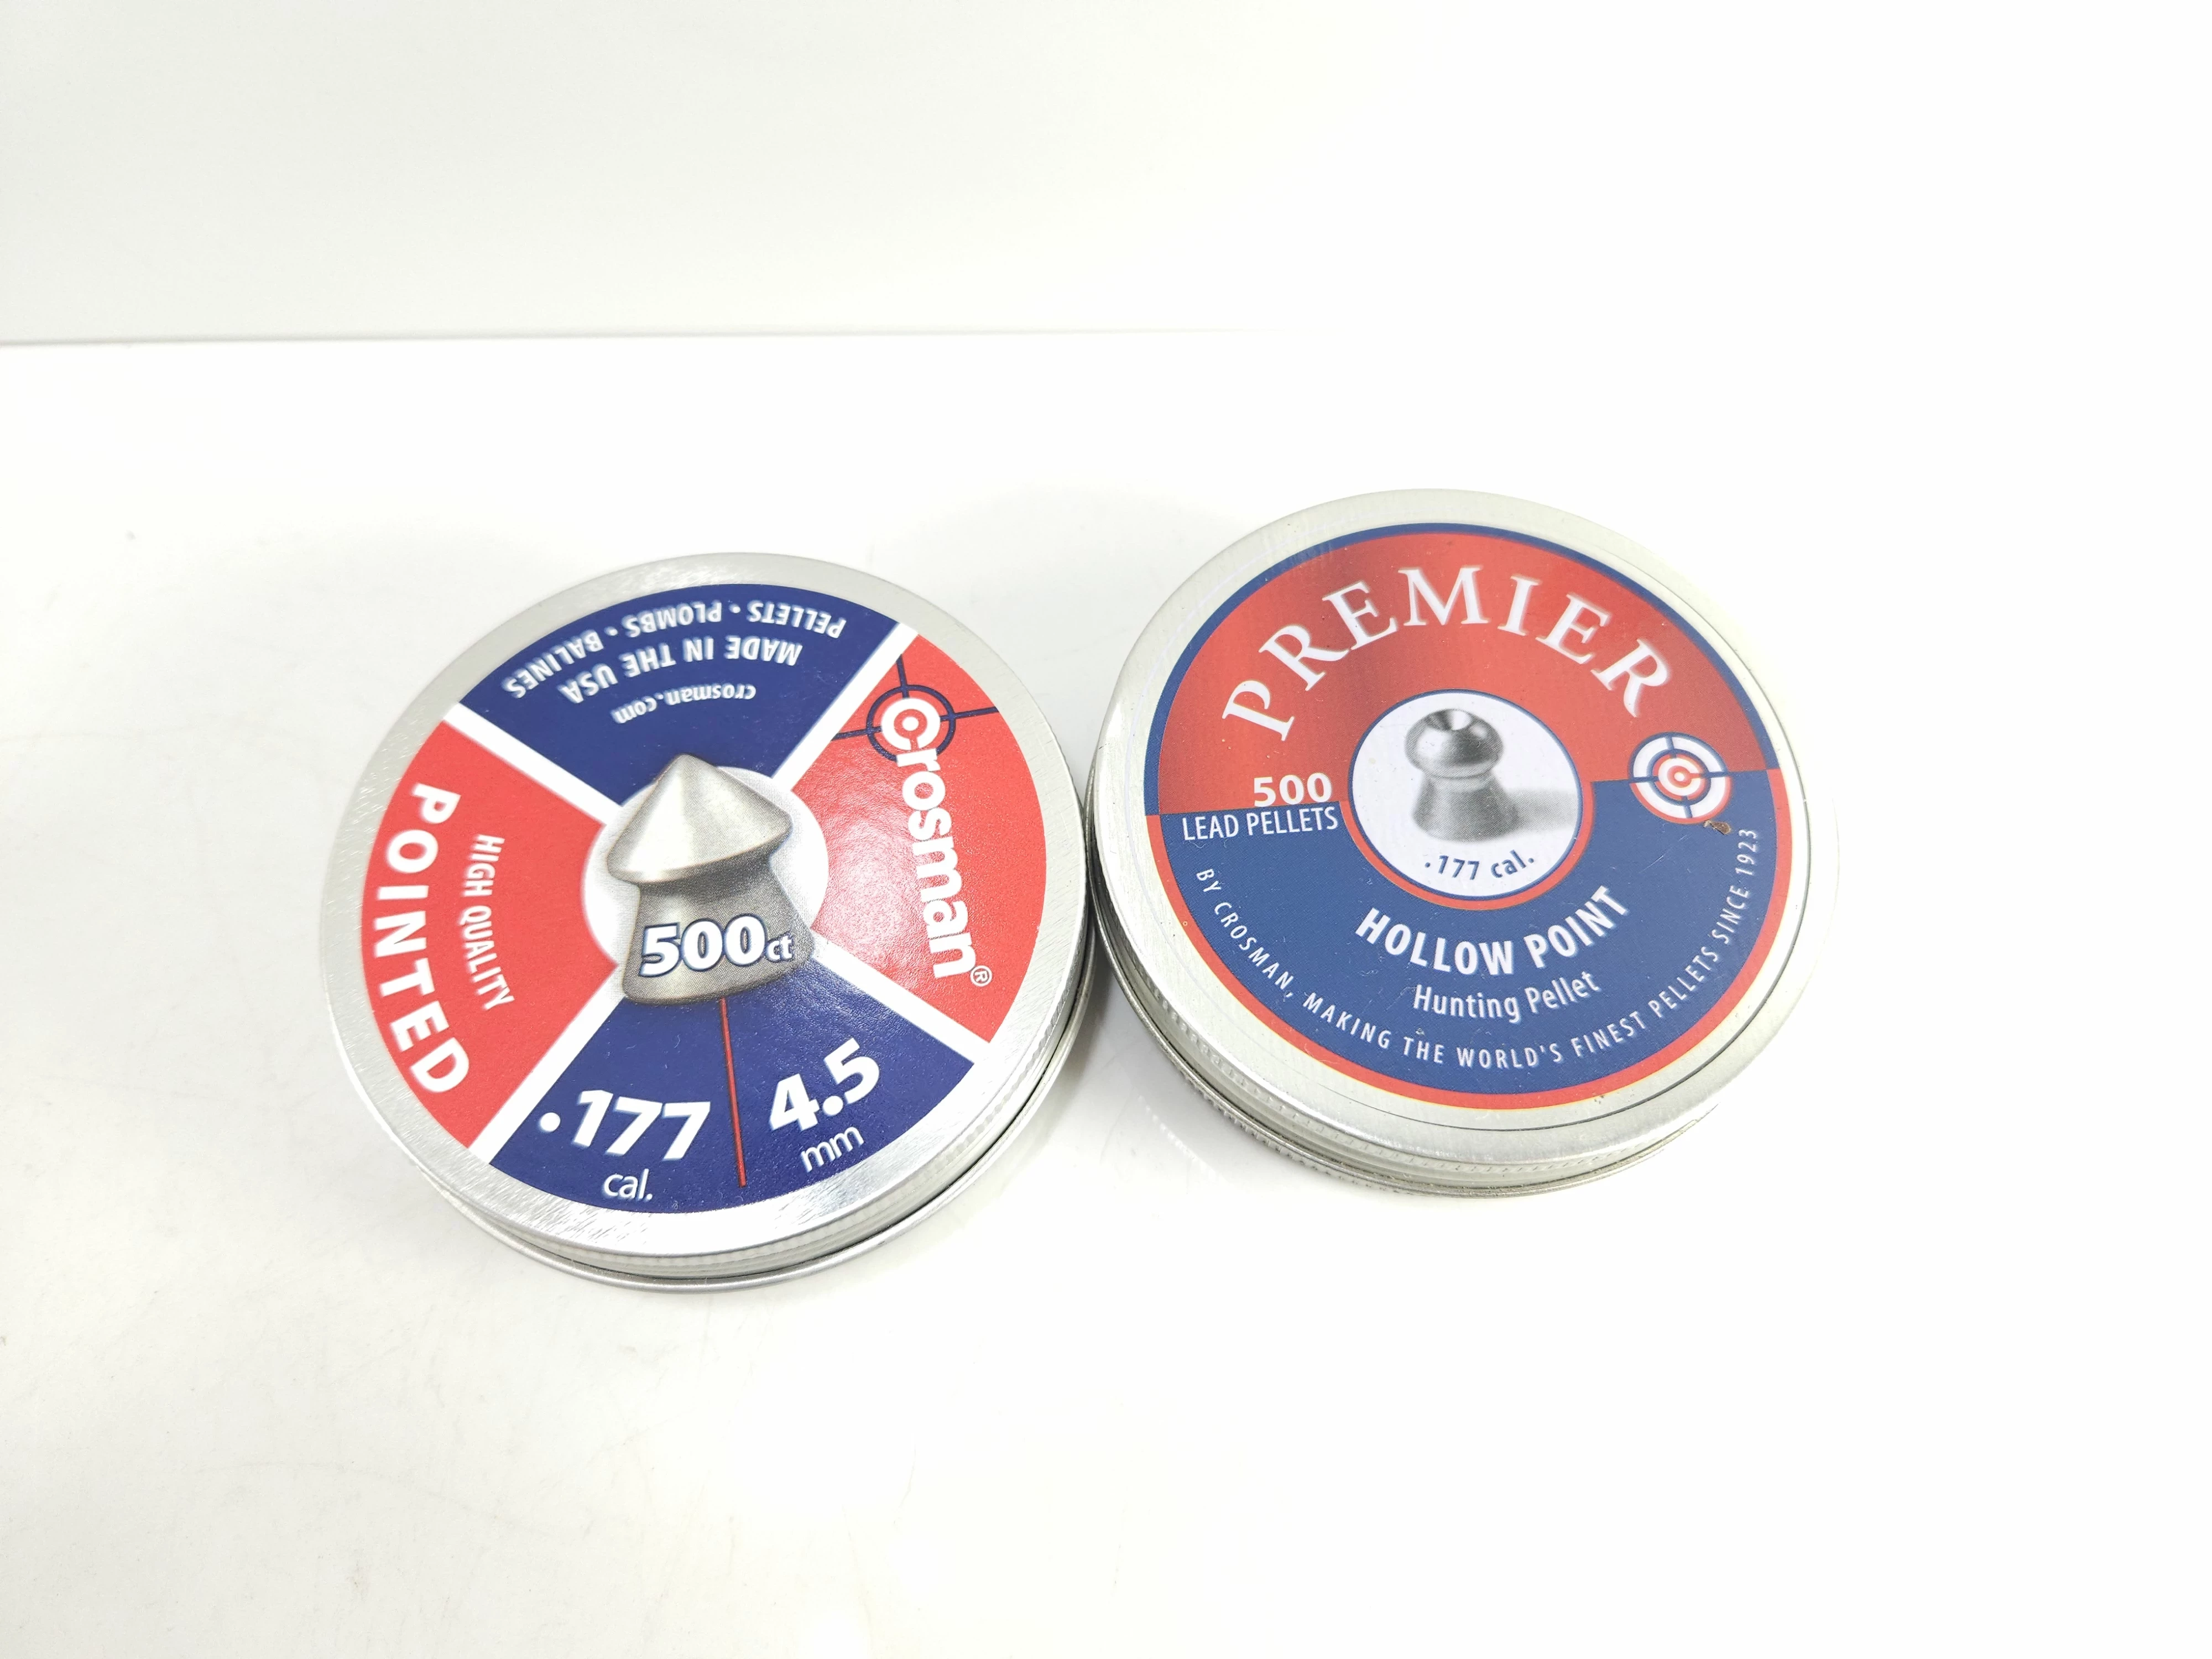 PELLETS • PLOMBS • BALINES
MADE IN THE USA
crosman.com
Crosman®
POINTED
HIGH QUALITY
500ct
.177
cal.
4.5
mm
PREMIER
500
LEAD PELLETS
.177 cal.
HOLLOW POINT
Hunting Pellet
BY CROSMAN, MAKING THE WORLD'S FINEST PELLETS SINCE 1923